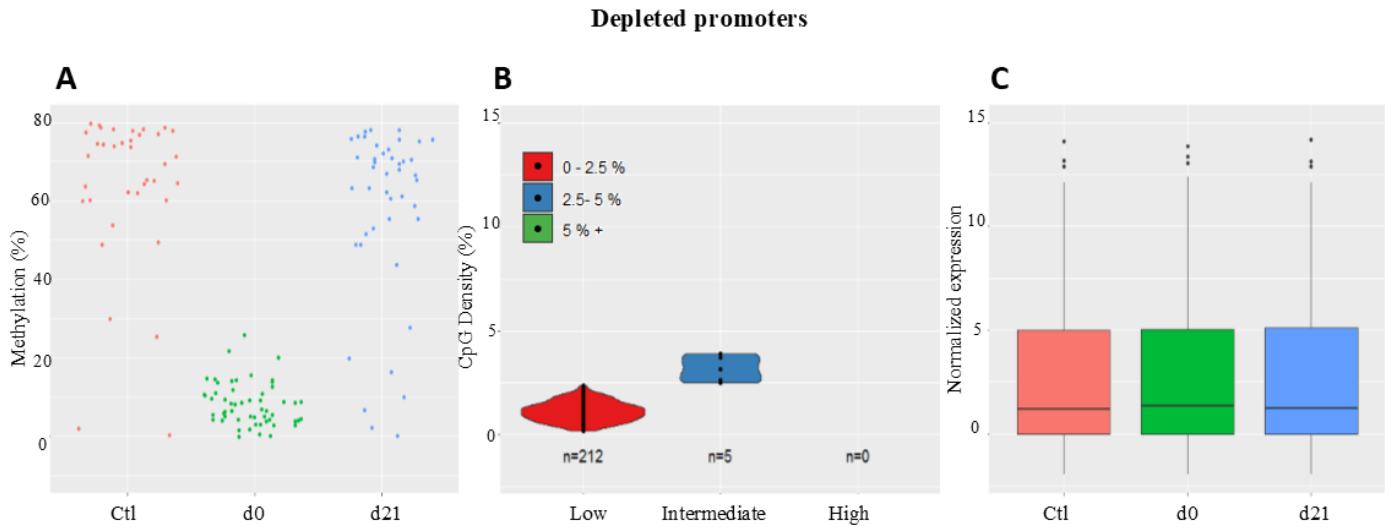 Depleted promoters
A
Methylation (%)
80
60
40
20
0
Ctl
d0
d21
B
CpG Density (%)
15
10
5
0
0 - 2.5 %
2.5- 5 %
5 % +
n=212
n=5
n=0
Low
Intermediate
High
C
Normalized expression
15
10
5
0
Ctl
d0
d21